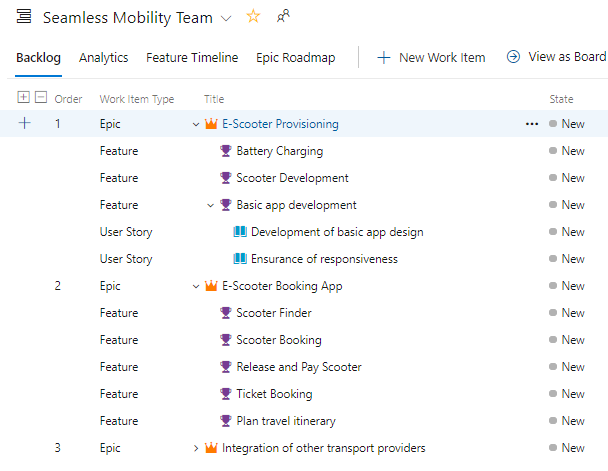 Seamless Mobility Team
Backlog Analytics Feature Timeline Epic Roadmap New Work Item View as Board
Order Work Item Type Title State
1 Epic E-Scooter Provisioning ••• New
Feature Battery Charging New
Feature Scooter Development New
Feature Basic app development New
User Story Development of basic app design New
User Story Ensurance of responsiveness New
2 Epic E-Scooter Booking App New
Feature Scooter Finder New
Feature Scooter Booking New
Feature Release and Pay Scooter New
Feature Ticket Booking New
Feature Plan travel itinerary New
3 Epic Integration of other transport providers New